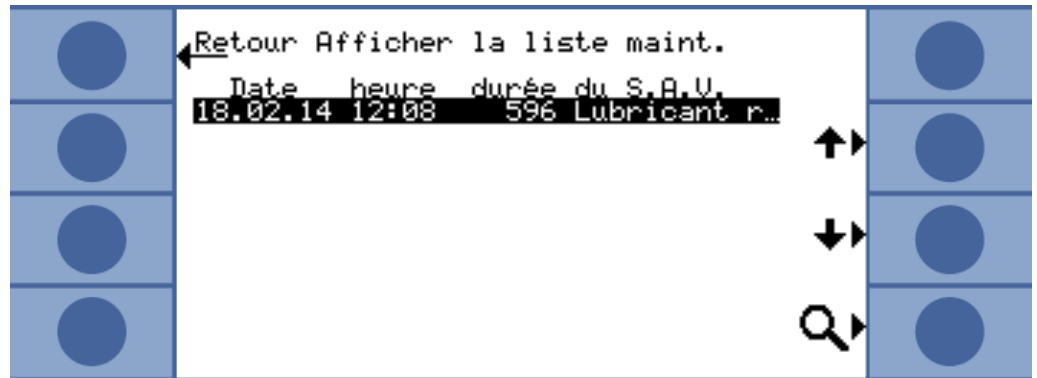 Retour Afficher la liste maint.
Date heure durée du S.A.V.
18.02.14 12:08 596 Lubricant r…